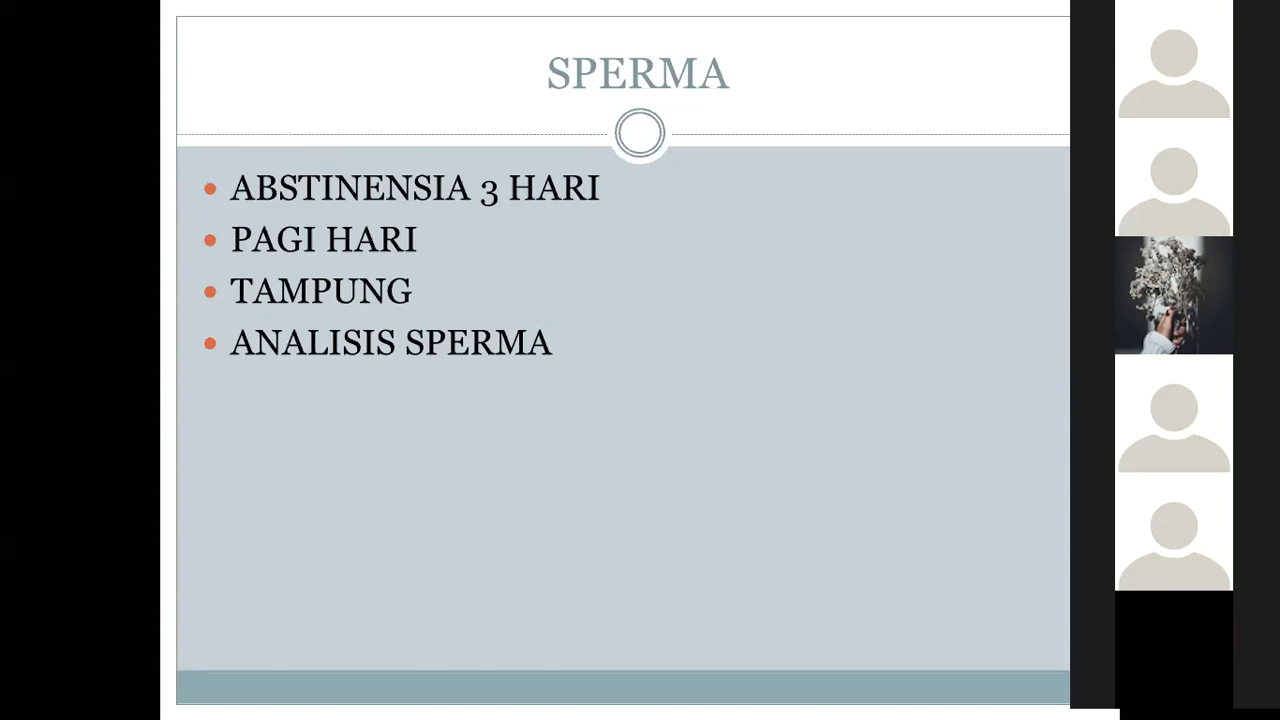 SPERMA
ABSTINENSIA 3 HARI
PAGI HARI
TAMPUNG
ANALISIS SPERMA